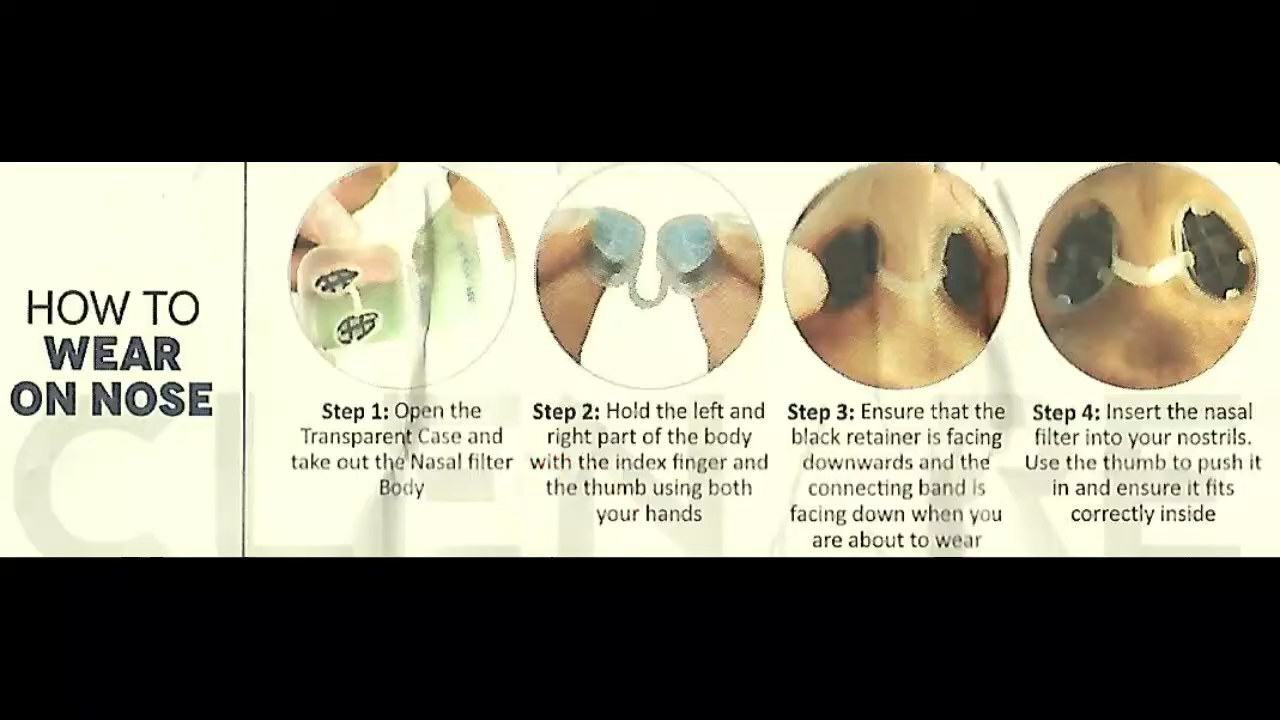 HOW TO
WEAR
ON NOSE
Step 1: Open the
Transparent Case and
take out the Nasal filter
Body
Step 2: Hold the left and
right part of the body
with the index finger and
the thumb using both
your hands
Step 3: Ensure that the
black retainer is facing
downwards and the
connecting band is
facing down when you
are about to wear
Step 4: Insert the nasal
filter into your nostrils.
Use the thumb to push it
in and ensure it fits
correctly inside